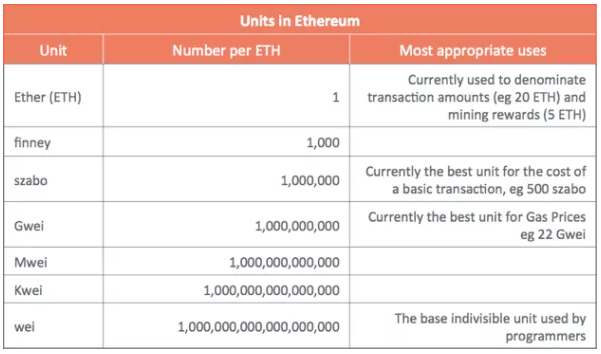 Units in Ethereum
Unit Number per ETH Most appropriate uses
Ether (ETH) 1 Currently used to denominate
transaction amounts (eg 20 ETH) and
mining rewards (5 ETH)
finney 1,000
szabo 1,000,000 Currently the best unit for the cost of
a basic transaction, eg 500 szabo
Gwei 1,000,000,000 Currently the best unit for Gas Prices
eg 22 Gwei
Mwei 1,000,000,000,000
Kwei 1,000,000,000,000,000
wei 1,000,000,000,000,000,000 The base indivisible unit used by
programmers